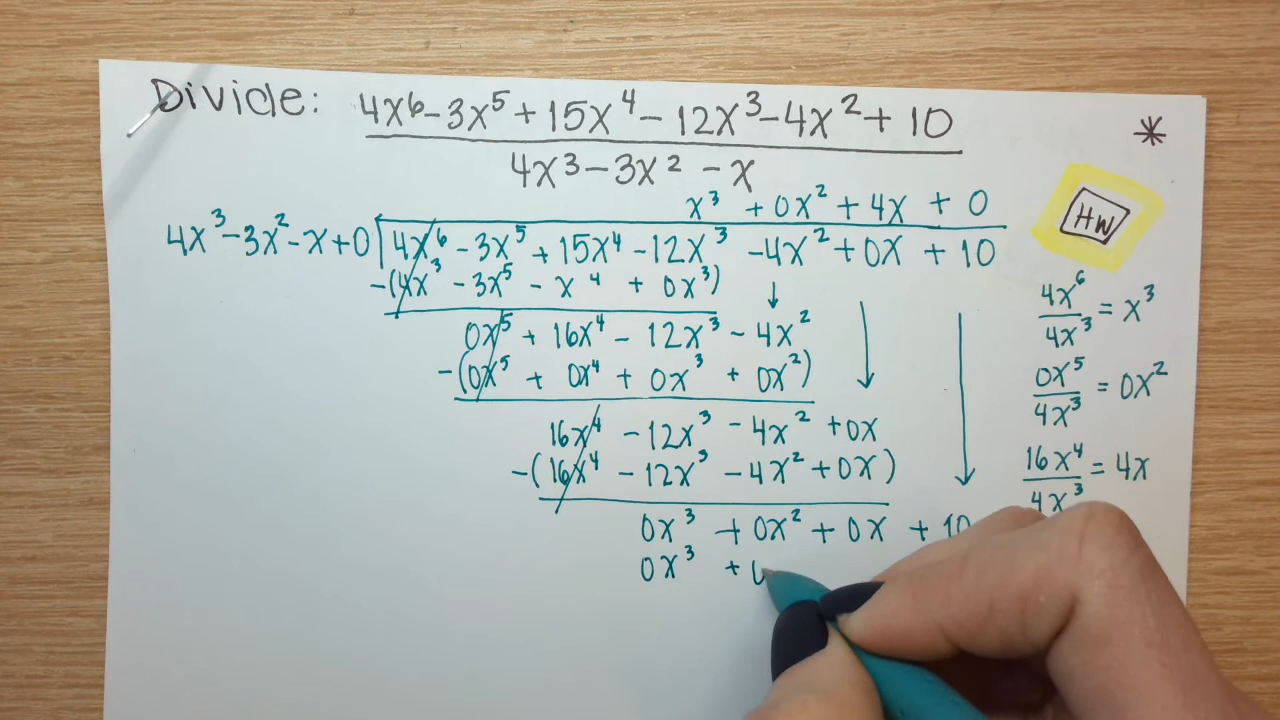 Divide: 4x⁶ - 3x⁵ + 15x⁴ - 12x³ - 4x² + 10
4x³ - 3x² - x
*
HW
x³ + 0x² + 4x + 0
4x³ - 3x² - x + 0 ) 4x⁶ - 3x⁵ + 15x⁴ - 12x³ - 4x² + 0x + 10
-(4x³ - 3x⁵ - x⁴ + 0x³) ↓
0x⁵ + 16x⁴ - 12x³ - 4x²
-(0x⁵ + 0x⁴ + 0x³ + 0x²) ↓
16x⁴ - 12x³ - 4x² + 0x
-(16x⁴ - 12x³ - 4x² + 0x) ↓
0x³ + 0x² + 0x + 10
0x³ + 0
4x⁶
4x³ = x³
0x⁵
4x³ = 0x²
16x⁴
4x³ = 4x